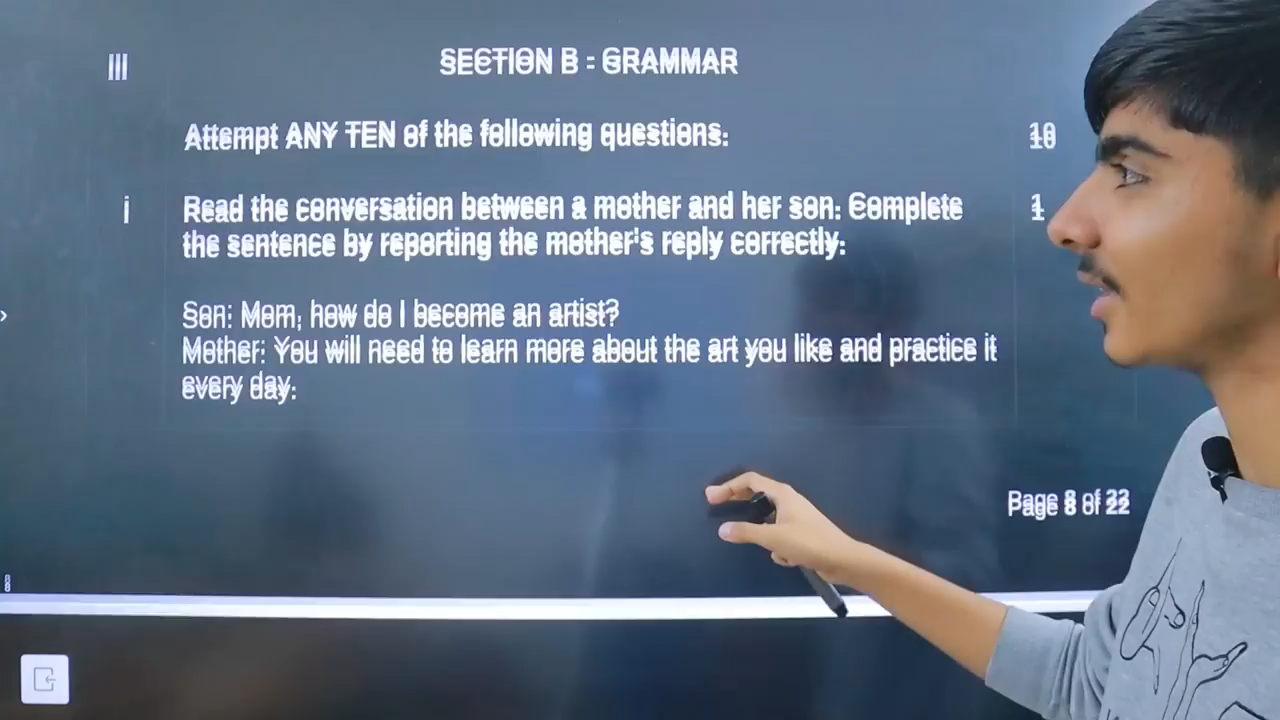 III
SECTION B - GRAMMAR
Attempt ANY TEN of the following questions.
10
i
Read the conversation between a mother and her son. Complete
1
the sentence by reporting the mother's reply correctly.
Son: Mom, how do I become an artist?
Mother: You will need to learn more about the art you like and practice it
every day.
Page 8 of 22